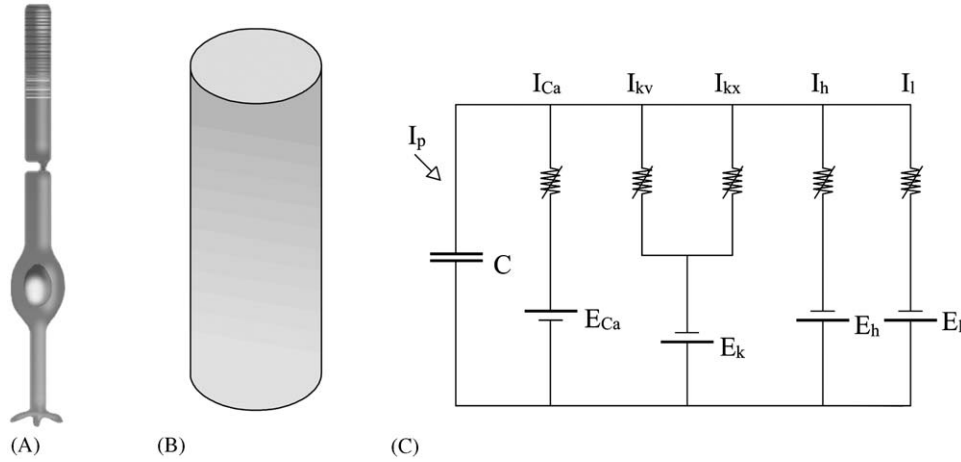 I_Ca I_kv I_kx I_h I_l
I_p
C
E_Ca
E_k
E_h
E_l
(A) (B) (C)